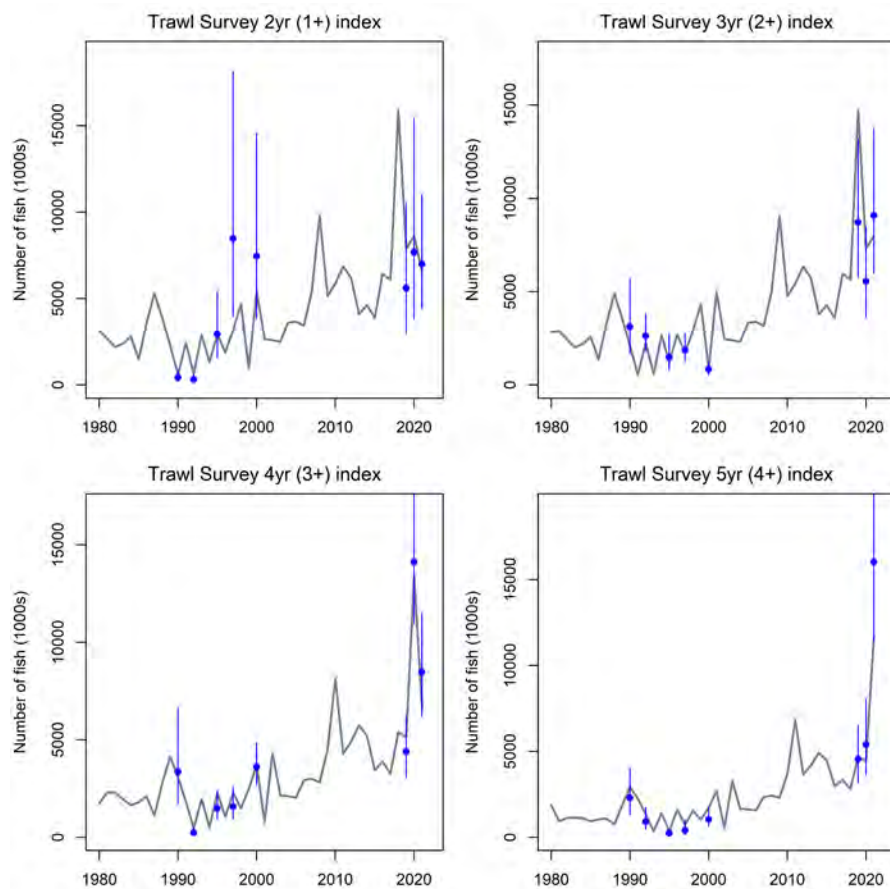 Trawl Survey 2yr (1+) index
Number of fish (1000s)
15000
10000
5000
0
1980 1990 2000 2010 2020
Trawl Survey 3yr (2+) index
Number of fish (1000s)
15000
10000
5000
0
1980 1990 2000 2010 2020
Trawl Survey 4yr (3+) index
Number of fish (1000s)
15000
10000
5000
0
1980 1990 2000 2010 2020
Trawl Survey 5yr (4+) index
Number of fish (1000s)
15000
10000
5000
0
1980 1990 2000 2010 2020